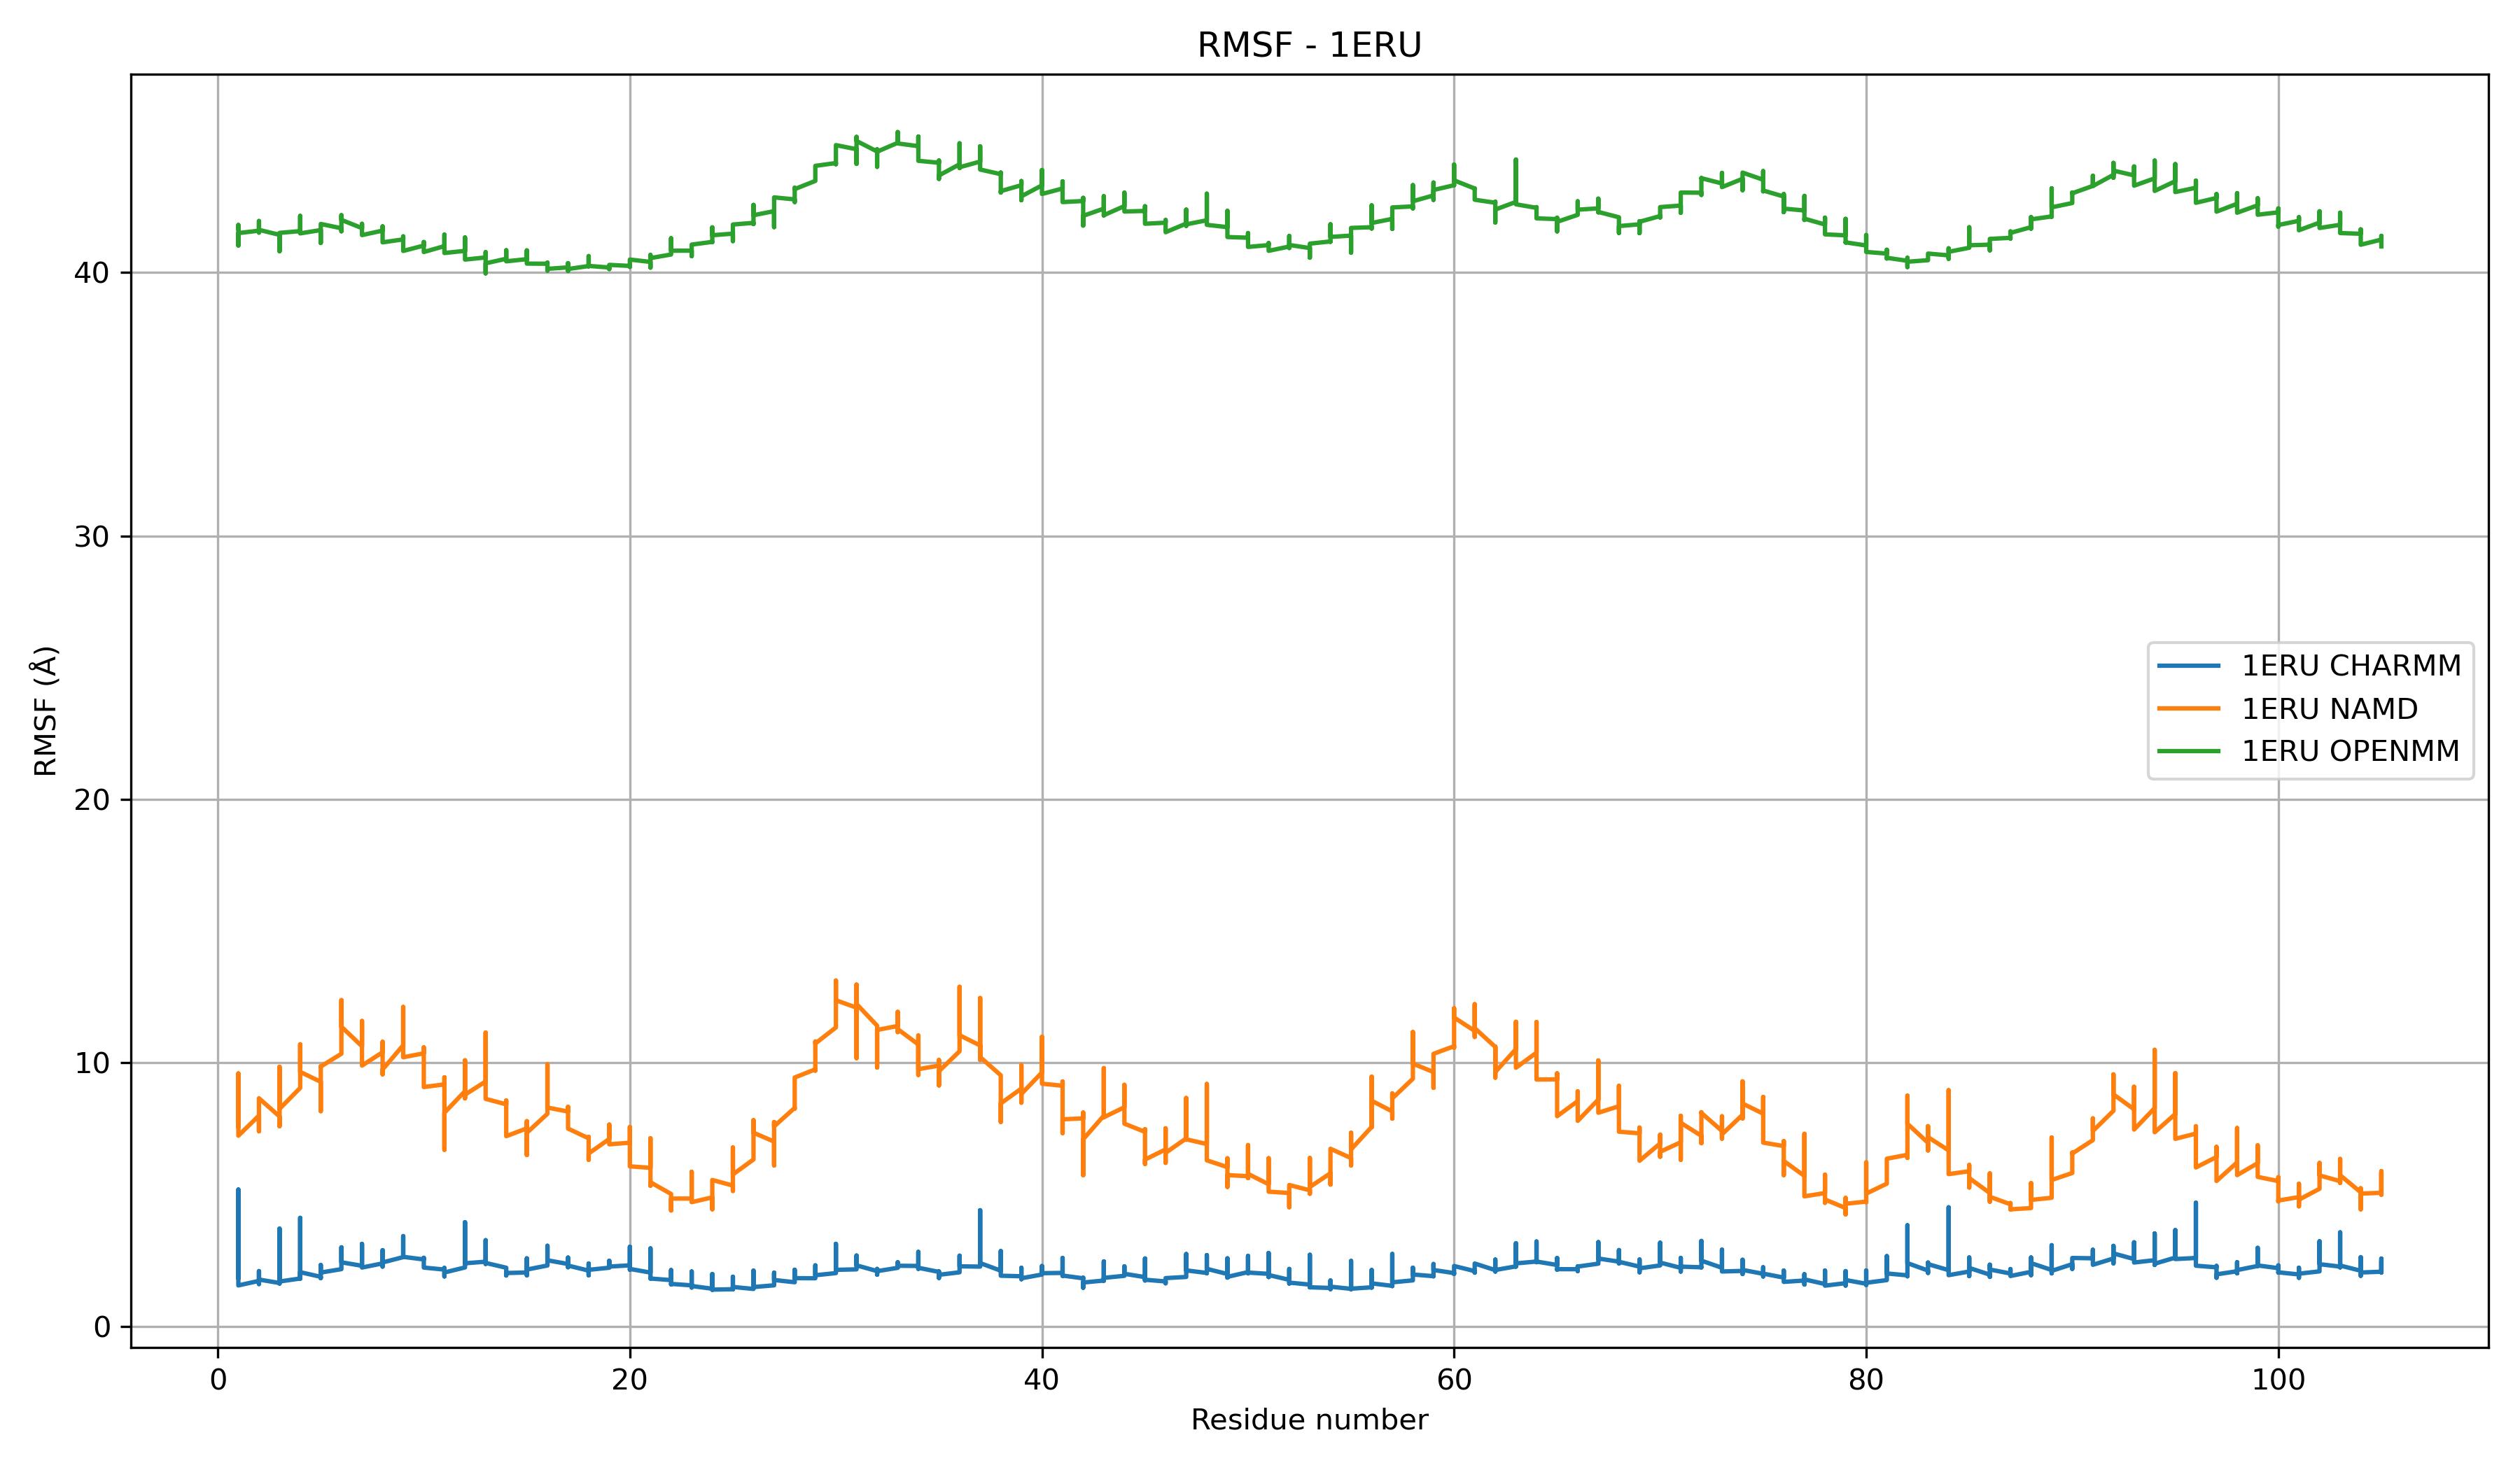 RMSF - 1ERU
RMSF (Å)
40
30
20
10
0
1ERU CHARMM
1ERU NAMD
1ERU OPENMM
0 20 40 60 80 100
Residue number